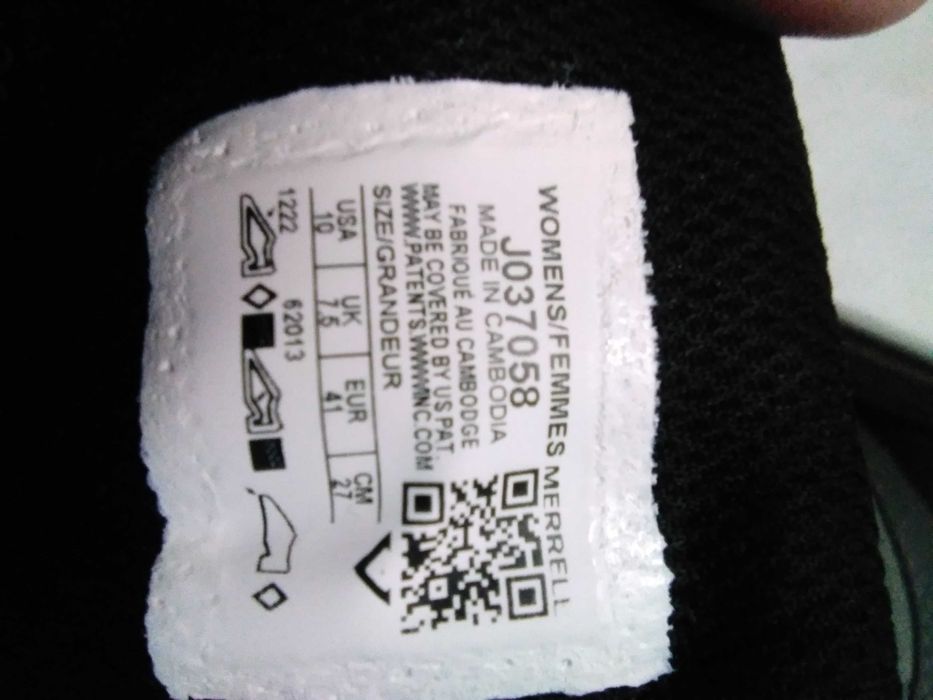 WOMENS/FEMMES MERRELL
J037058
MADE IN CAMBODIA
FABRIQUÉ AU CAMBODGE
MAY BE COVERED BY US PAT.
WWW.PATENTS.WWWINC.COM
SIZE/GRANDEUR
USA UK EUR CM
10 7.5 41 27
1222 62013